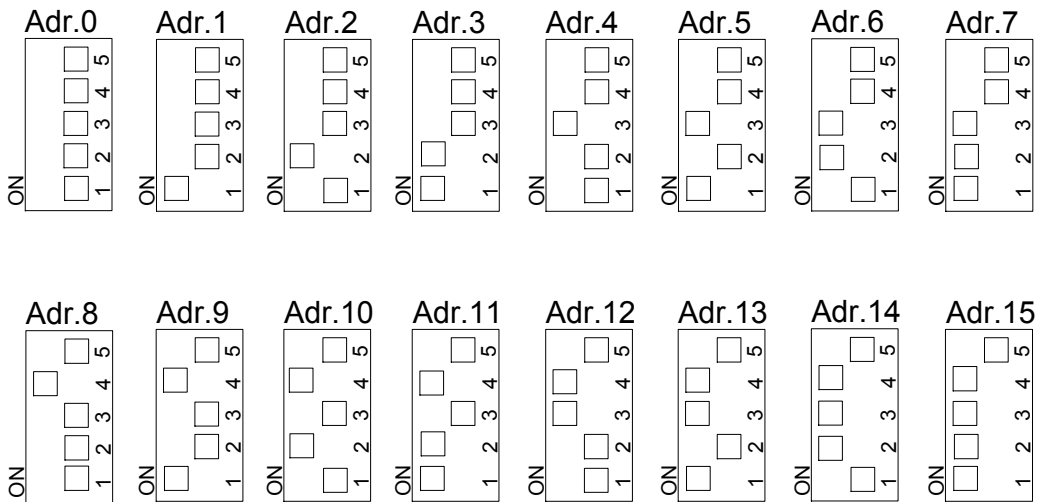 Adr.0 Adr.1 Adr.2 Adr.3 Adr.4 Adr.5 Adr.6 Adr.7
5 5 5 5 5 5 5 5
4 4 4 4 4 4 4 4
3 3 3 3 3 3 3 3
2 2 2 2 2 2 2 2
1 1 1 1 1 1 1 1
ON ON ON ON ON ON ON ON
Adr.8 Adr.9 Adr.10 Adr.11 Adr.12 Adr.13 Adr.14 Adr.15
5 5 5 5 5 5 5 5
4 4 4 4 4 4 4 4
3 3 3 3 3 3 3 3
2 2 2 2 2 2 2 2
1 1 1 1 1 1 1 1
ON ON ON ON ON ON ON ON